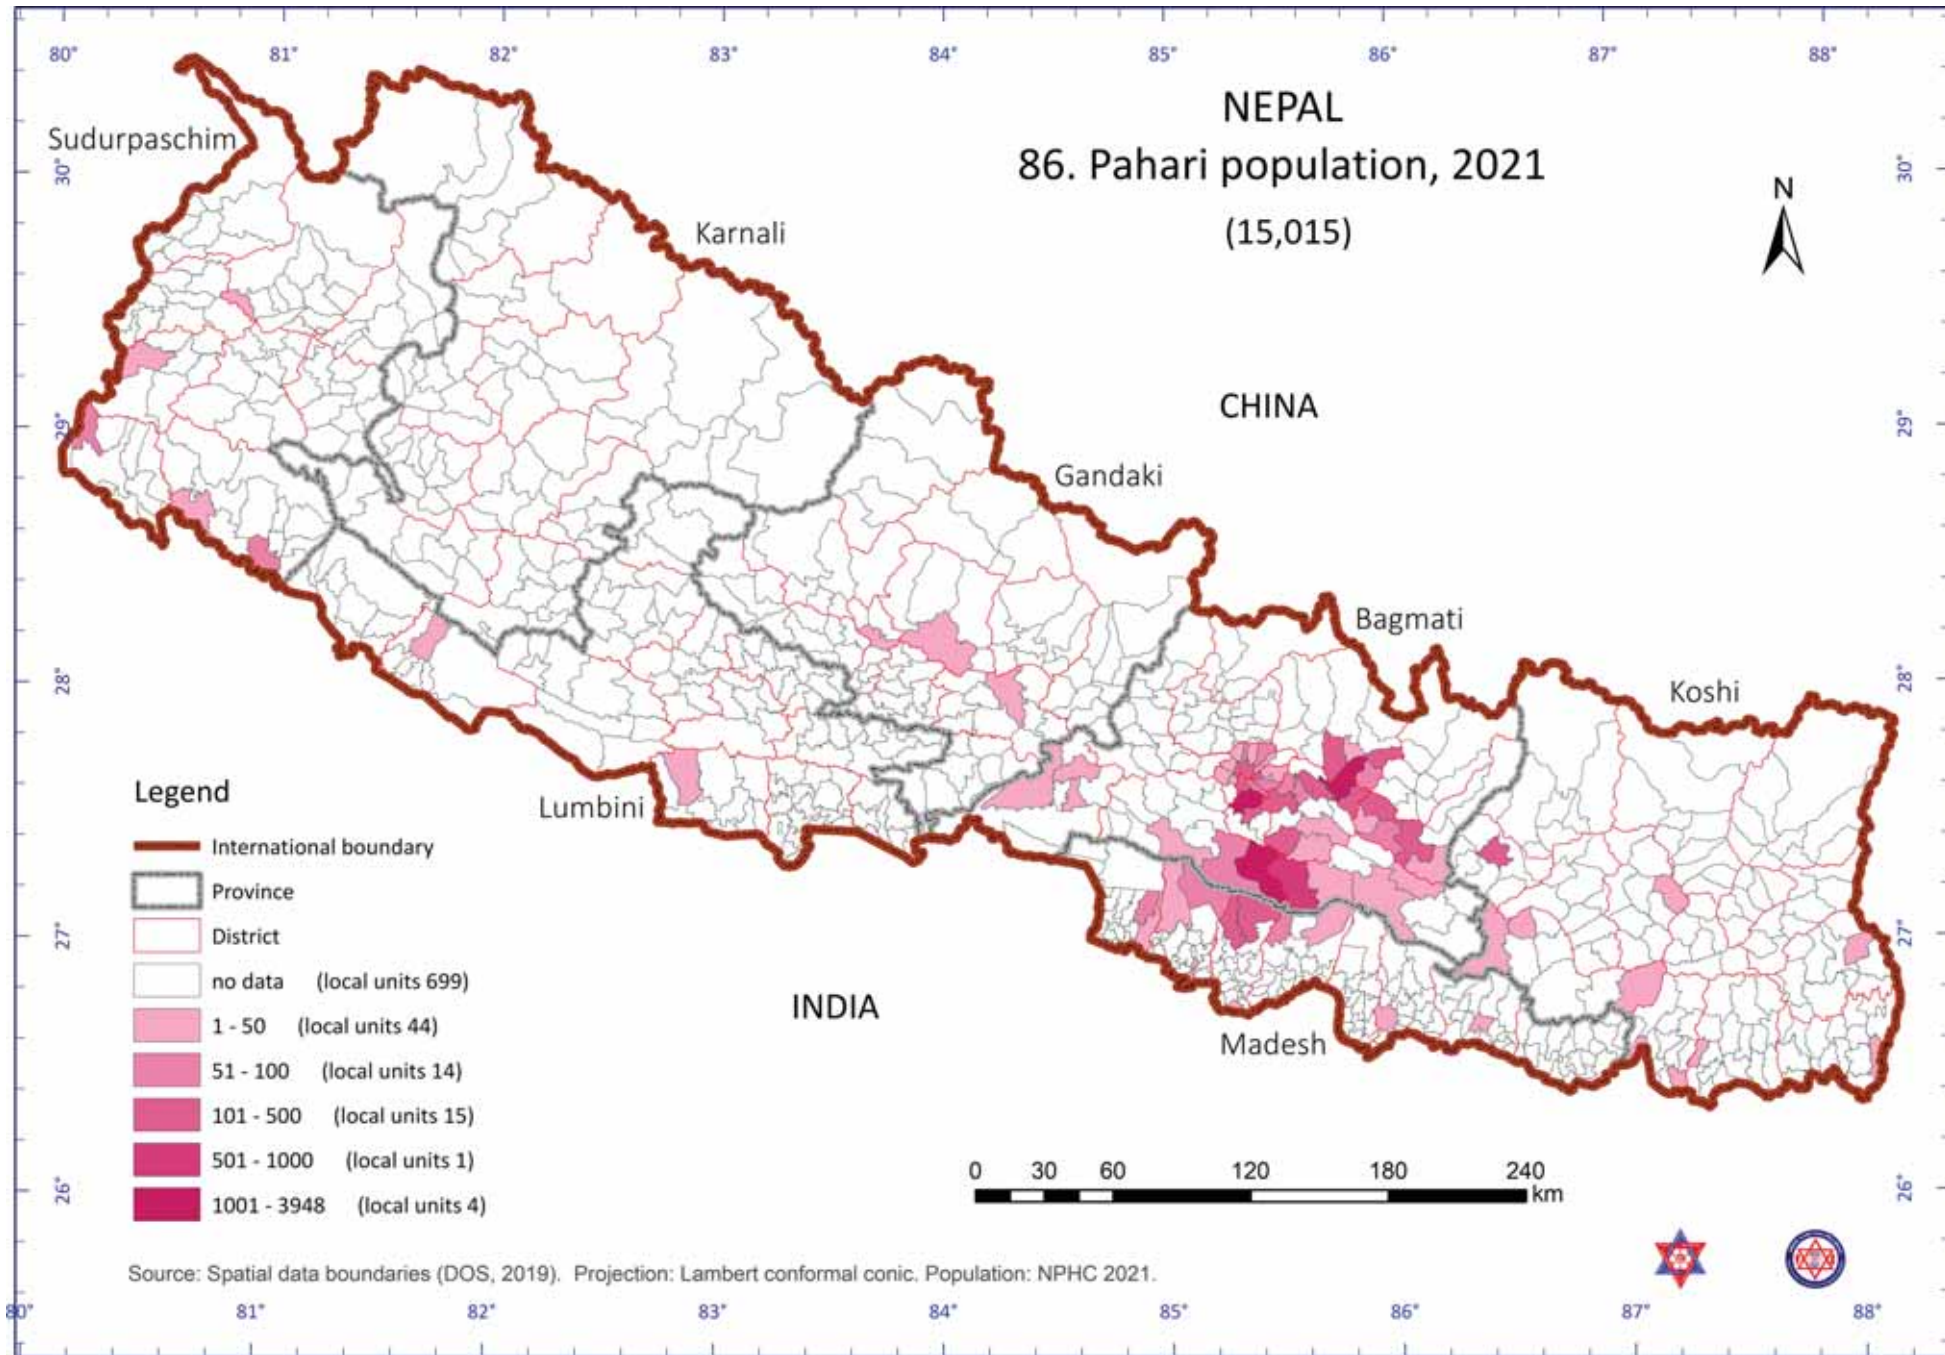 80° 81° 82° 83° 84° 85° 86° 87° 88°
NEPAL
86. Pahari population, 2021
(15,015)
N
Sudurpaschim
30°
30°
Karnali
CHINA
29°
29°
Gandaki
Bagmati
28°
28°
Koshi
Lumbini
Legend
International boundary
Province
District
no data (local units 699)
1 - 50 (local units 44)
51 - 100 (local units 14)
101 - 500 (local units 15)
501 - 1000 (local units 1)
1001 - 3948 (local units 4)
27°
27°
INDIA
Madesh
0 30 60 120 180 240
km
26°
26°
Source: Spatial data boundaries (DOS, 2019). Projection: Lambert conformal conic. Population: NPHC 2021.
80° 81° 82° 83° 84° 85° 86° 87° 88°